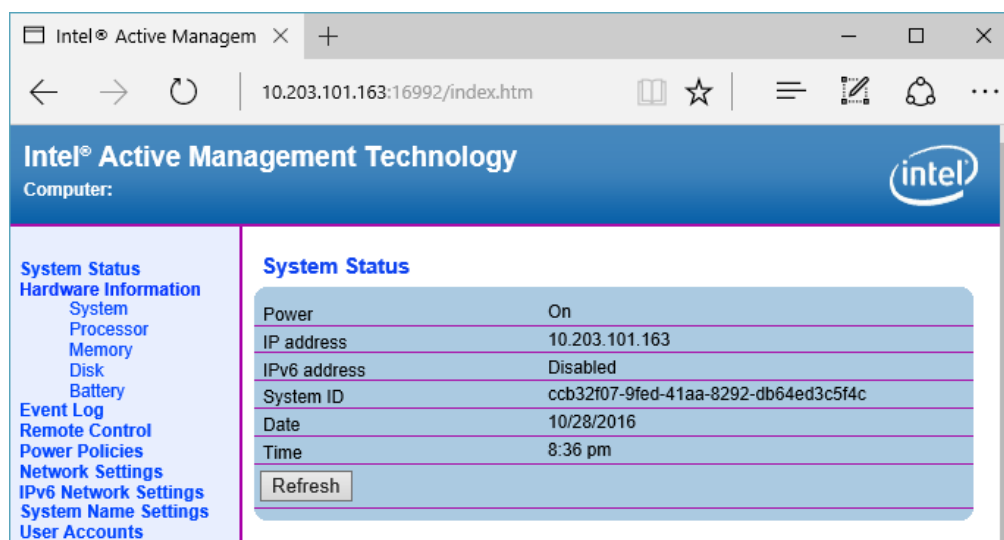 Intel® Active Managem
10.203.101.163:16992/index.htm
Intel® Active Management Technology
Computer:
intel
System Status
Hardware Information
System
Processor
Memory
Disk
Battery
Event Log
Remote Control
Power Policies
Network Settings
IPv6 Network Settings
System Name Settings
User Accounts
System Status
Power On
IP address 10.203.101.163
IPv6 address Disabled
System ID ccb32f07-9fed-41aa-8292-db64ed3c5f4c
Date 10/28/2016
Time 8:36 pm
Refresh